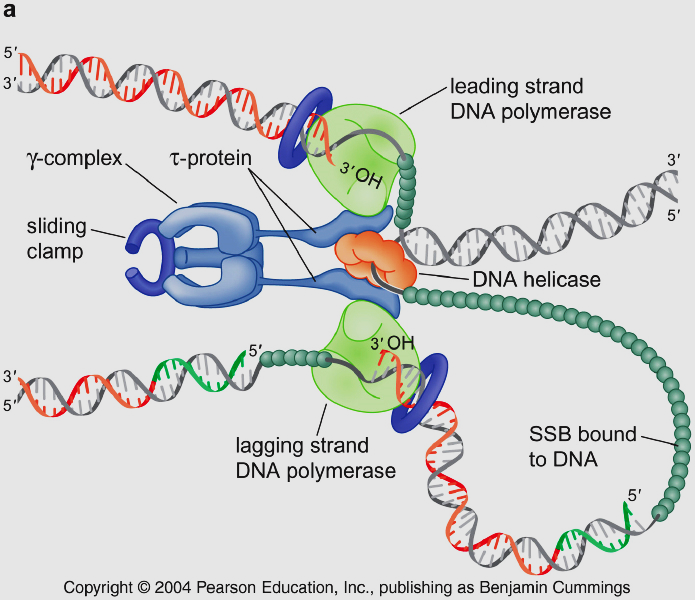 a
5′
3′
leading strand
DNA polymerase
γ-complex
τ-protein
3′OH
3′
5′
sliding
clamp
DNA helicase
3′OH
5′
3′
5′
lagging strand
DNA polymerase
SSB bound
to DNA
5′
Copyright © 2004 Pearson Education, Inc., publishing as Benjamin Cummings